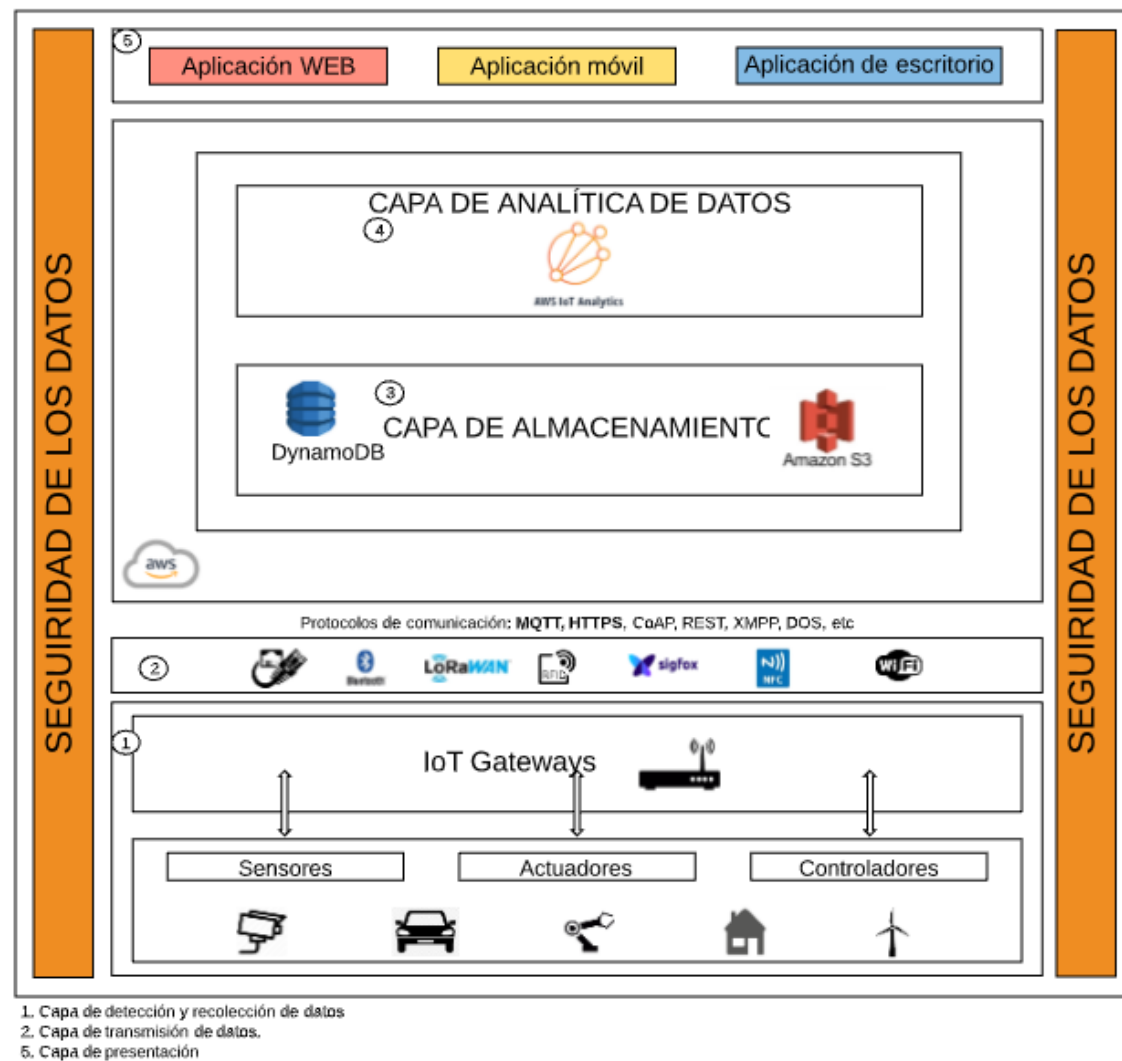 5
Aplicación WEB
Aplicación móvil
Aplicación de escritorio
SEGURIDAD DE LOS DATOS
SEGURIDAD DE LOS DATOS
CAPA DE ANALÍTICA DE DATOS
4
AWS IoT Analytics
3
CAPA DE ALMACENAMIENTO
DynamoDB
Amazon S3
aws
Protocolos de comunicación: MQTT, HTTPS, CoAP, REST, XMPP, DOS, etc
2
Bluetooth
LoRaWAN
RFID
sigfox
N))
NFC
WiFi
1
IoT Gateways
Sensores
Actuadores
Controladores
1. Capa de detección y recolección de datos
2. Capa de transmisión de datos.
5. Capa de presentación